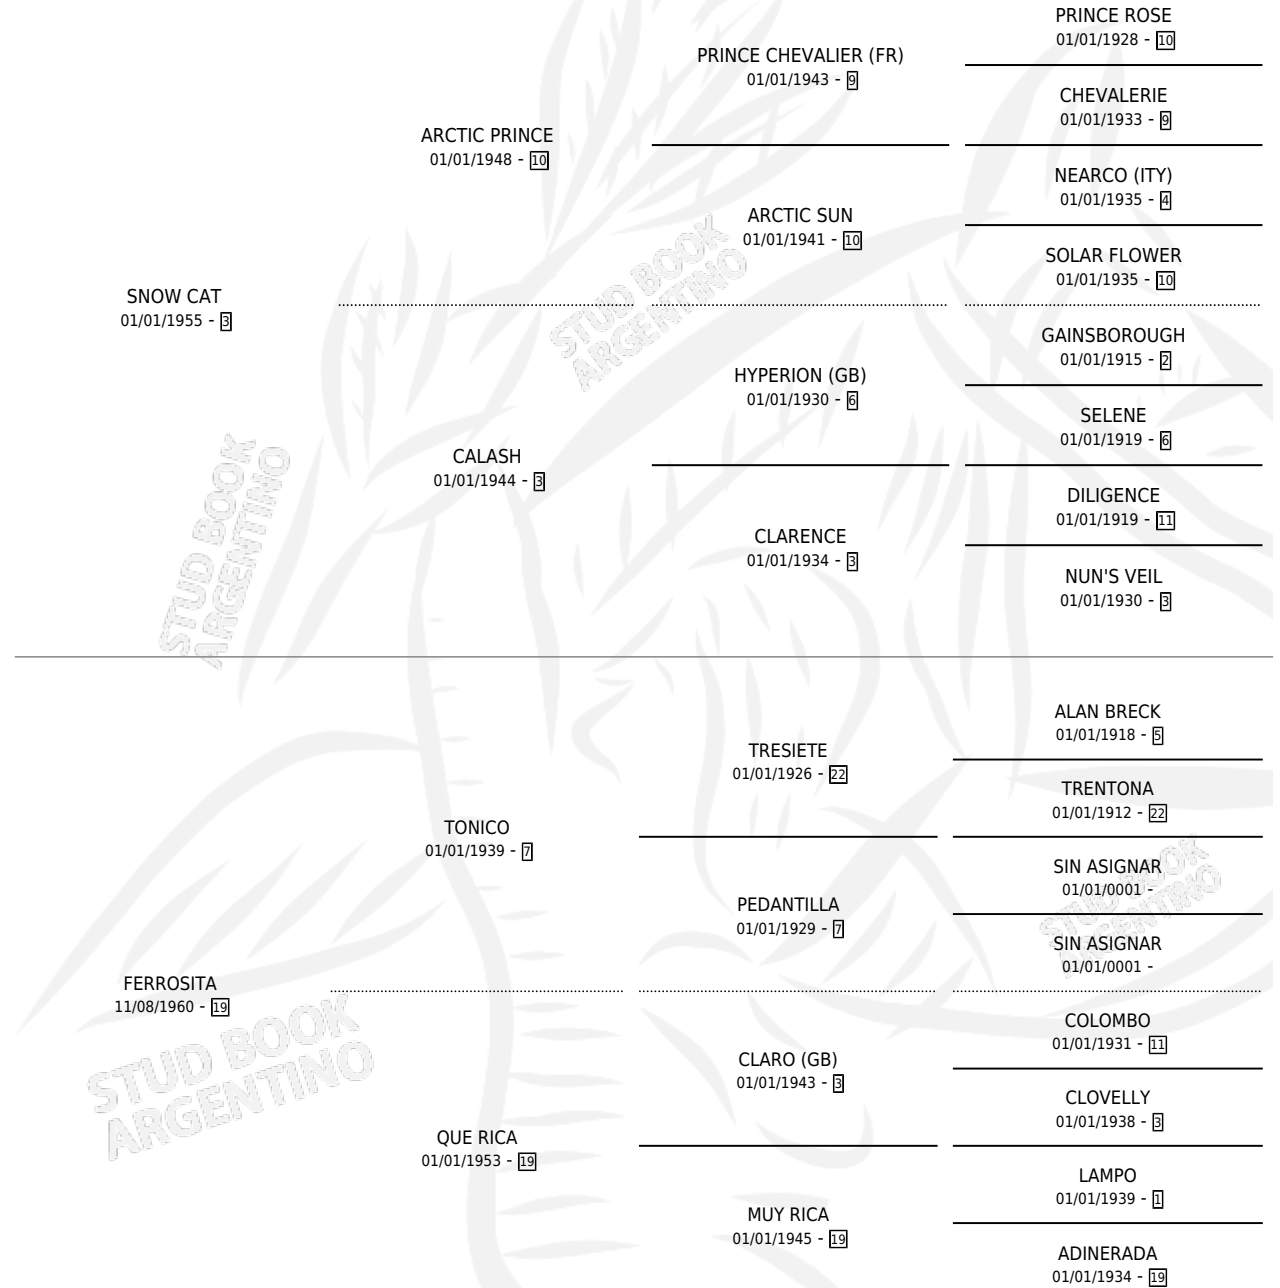 PRINCE ROSE
01/01/1928 - 10
PRINCE CHEVALIER (FR)
01/01/1943 - 9
CHEVALERIE
01/01/1933 - 9
ARCTIC PRINCE
01/01/1948 - 10
NEARCO (ITY)
01/01/1935 - 4
ARCTIC SUN
01/01/1941 - 10
SOLAR FLOWER
01/01/1935 - 10
SNOW CAT
01/01/1955 - 3
GAINSBOROUGH
01/01/1915 - 2
HYPERION (GB)
01/01/1930 - 6
SELENE
01/01/1919 - 6
CALASH
01/01/1944 - 3
DILIGENCE
01/01/1919 - 11
CLARENCE
01/01/1934 - 3
NUN'S VEIL
01/01/1930 - 3
ALAN BRECK
01/01/1918 - 5
TRESIETE
01/01/1926 - 22
TRENTONA
01/01/1912 - 22
TONICO
01/01/1939 - 7
SIN ASIGNAR
01/01/0001 -
PEDANTILLA
01/01/1929 - 7
SIN ASIGNAR
01/01/0001 -
FERROSITA
11/08/1960 - 19
COLOMBO
01/01/1931 - 11
CLARO (GB)
01/01/1943 - 3
CLOVELLY
01/01/1938 - 3
QUE RICA
01/01/1953 - 19
LAMPO
01/01/1939 - 1
MUY RICA
01/01/1945 - 19
ADINERADA
01/01/1934 - 19
STUD BOOK
ARGENTINO
STUD BOOK
ARGENTINO
STUD BOOK
ARGENTINO
STUD BOOK
ARGENTINO